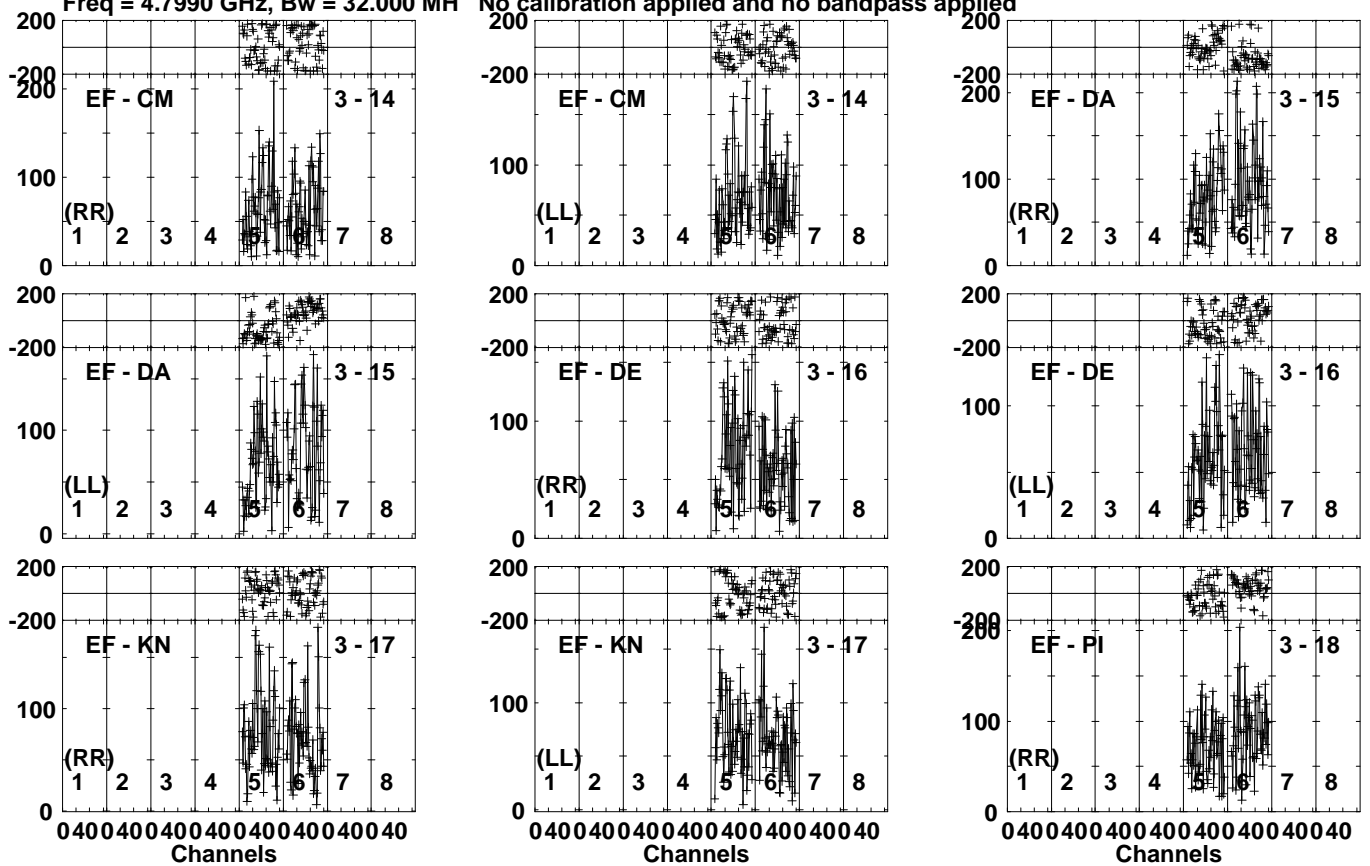 Freq = 4.7990 GHz, Bw = 32.000 MH No calibration applied and no bandpass applied
200 200 200
-200 -200 -200
200 200
EF - CM 3 - 14 EF - CM 3 - 14 EF - DA 3 - 15
100 100 100
(RR) (LL) (RR)
1 2 3 4 5 6 7 8 1 2 3 4 5 6 7 8 1 2 3 4 5 6 7 8
0 0 0
200 200 200
-200 -200 -200
EF - DA 3 - 15 EF - DE 3 - 16 EF - DE 3 - 16
100 100 100
(LL) (RR) (LL)
1 2 3 4 5 6 7 8 1 2 3 4 5 6 7 8 1 2 3 4 5 6 7 8
0 0 0
200 200 200
-200 -200 -200
200
EF - KN 3 - 17 EF - KN 3 - 17 EF - PI 3 - 18
100 100 100
(RR) (LL) (RR)
1 2 3 4 5 6 7 8 1 2 3 4 5 6 7 8 1 2 3 4 5 6 7 8
0 0 0
0 40 0 40 0 40 0 40 0 40 0 40 0 40 0 40 0 40 0 40 0 40 0 40 0 40 0 40 0 40 0 40 0 40 0 40 0 40 0 40 0 40 0 40 0 40 0 40
Channels Channels Channels